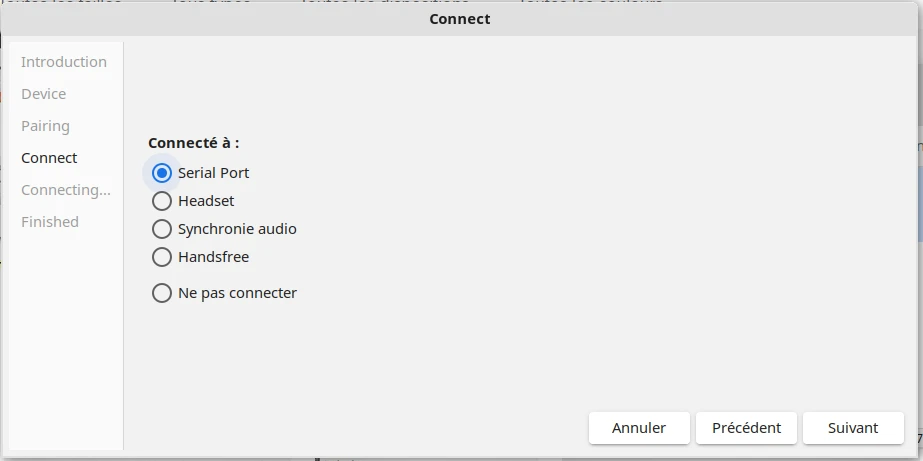 Connect
Introduction
Device
Pairing
Connect
Connecting...
Finished
Connecté à :
Serial Port
Headset
Synchronie audio
Handsfree
Ne pas connecter
Annuler
Précédent
Suivant